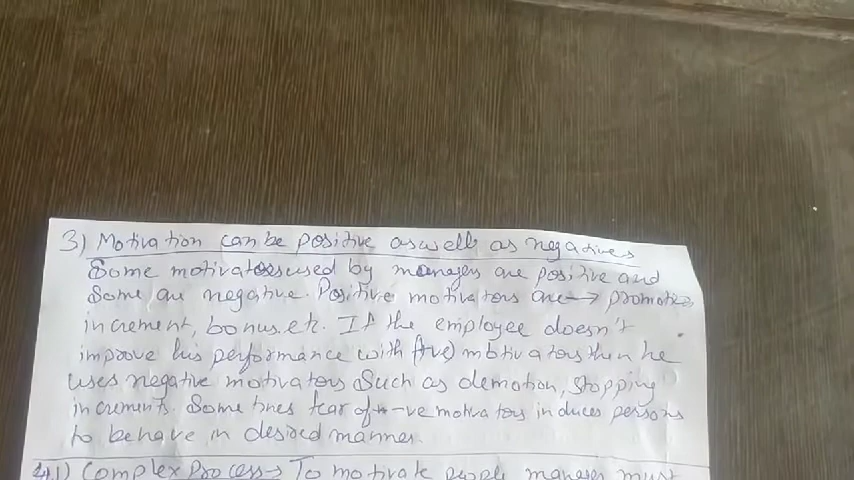 3) Motivation can be positive aswell as negatives
Some motivators used by managers are positive and
Some are negative. Positive motivators are → promotion
increment, bonus. etc. If the employee doesn't
improve his performance with (+ve) motivators then he
uses negative motivators Such as demotion, stopping
increments. Sometimes fear of -ve motivators induces persons
to behave in desired manner.
4) Complex Process → To motivate people manager must